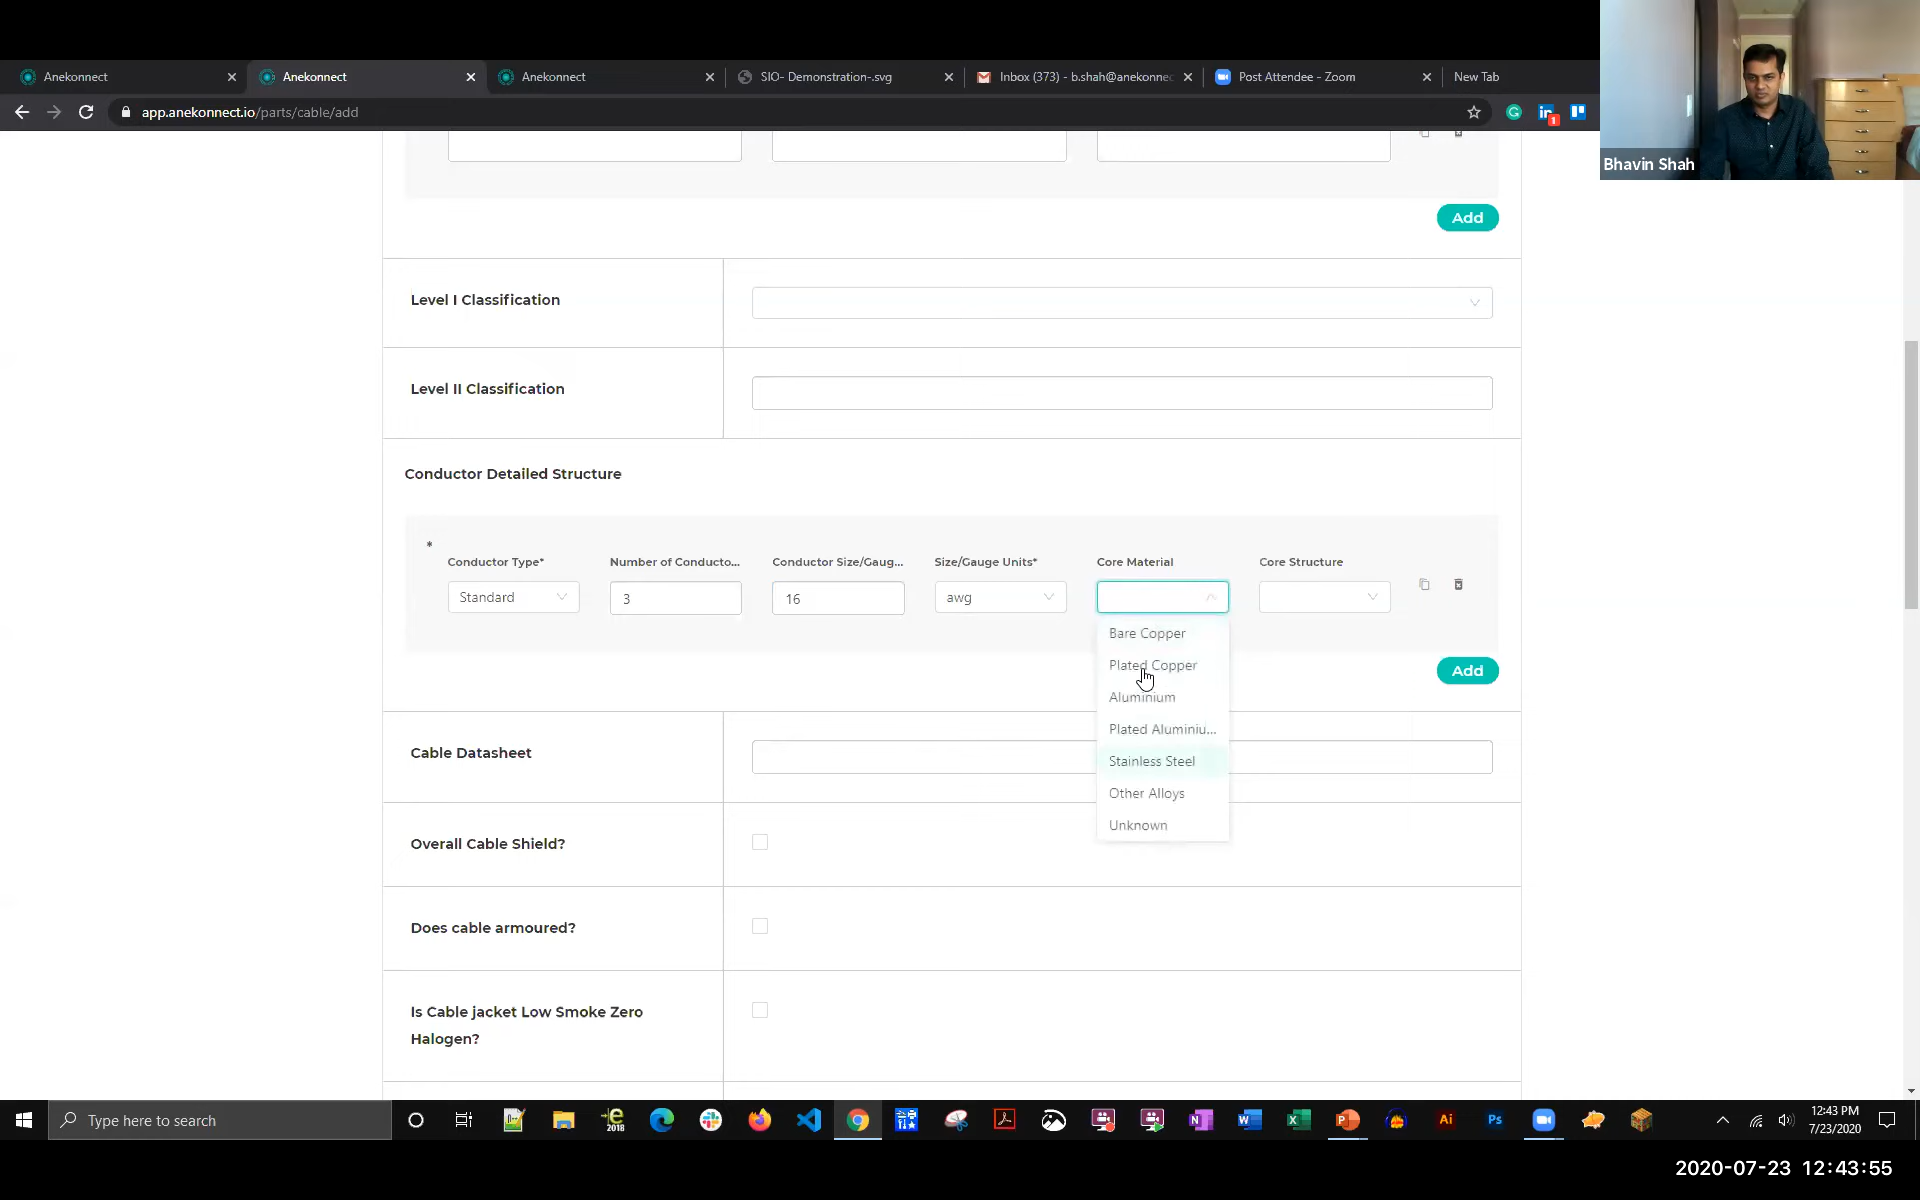 Anekonnect
Anekonnect
Anekonnect
SIO- Demonstration-.svg
Inbox (373) - b.shah@anekonnec
Post Attendee - Zoom
New Tab
app.anekonnect.io/parts/cable/add
Bhavin Shah
Add
Level I Classification
Level II Classification
Conductor Detailed Structure
*
Conductor Type*
Number of Conducto...
Conductor Size/Gaug...
Size/Gauge Units*
Core Material
Core Structure
Standard
3
16
awg
Bare Copper
Plated Copper
Aluminium
Plated Aluminiu...
Stainless Steel
Other Alloys
Unknown
Add
Cable Datasheet
Overall Cable Shield?
Does cable armoured?
Is Cable jacket Low Smoke Zero
Halogen?
Type here to search
2018
Ai
Ps
12:43 PM
7/23/2020
2020-07-23 12:43:55